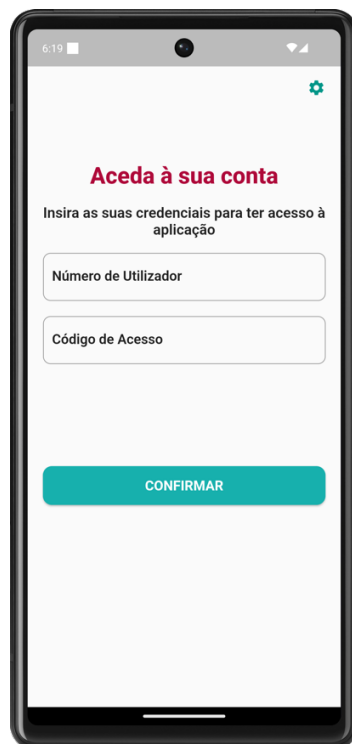 6:19
Aceda à sua conta
Insira as suas credenciais para ter acesso à
aplicação
Número de Utilizador
Código de Acesso
CONFIRMAR